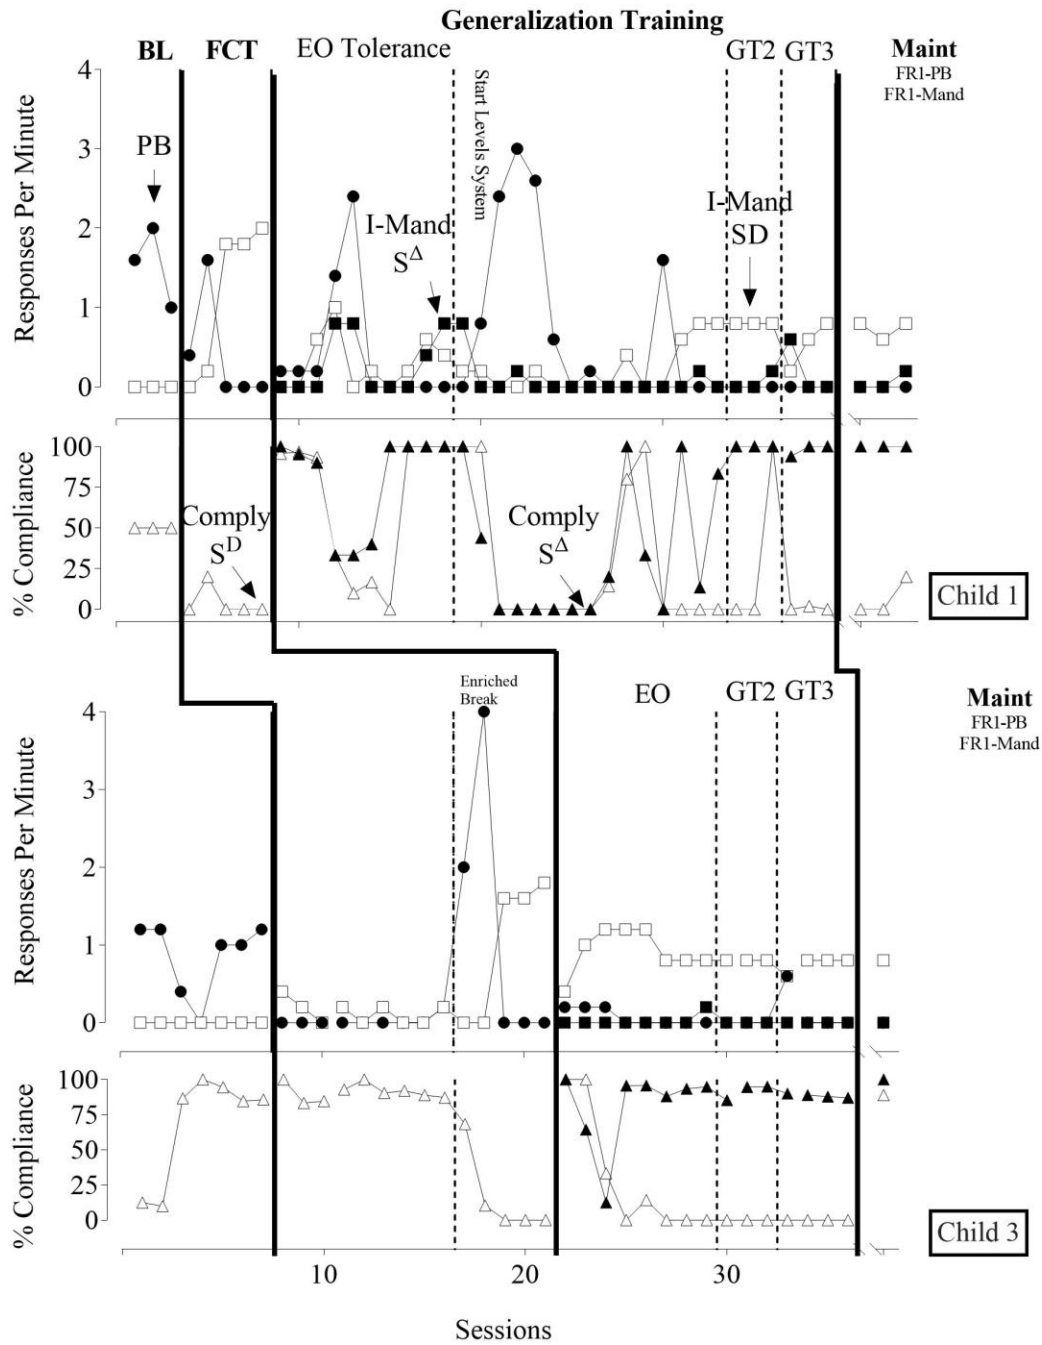 Generalization Training
BL FCT EO Tolerance GT2 GT3 Maint
FR1-PB
FR1-Mand
Responses Per Minute
4
3
2
1
0
PB
Start Levels System
I-Mand
S^Δ
I-Mand
SD
% Compliance
100
75
50
25
0
Comply
S^D
Comply
S^Δ
Child 1
Enriched
Break
EO GT2 GT3 Maint
FR1-PB
FR1-Mand
Responses Per Minute
4
3
2
1
0
% Compliance
100
75
50
25
0
Child 3
10 20 30
Sessions